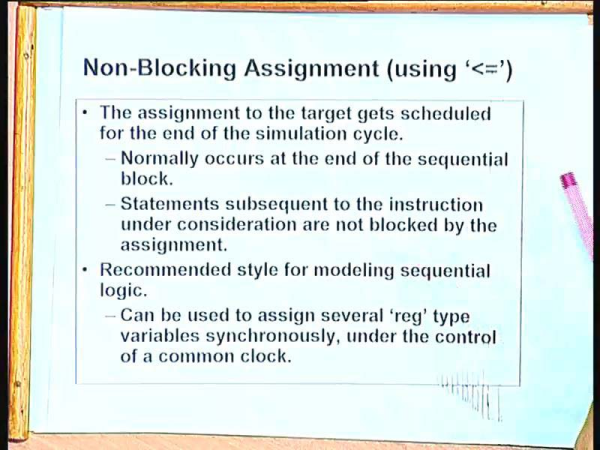 Non-Blocking Assignment (using ‘<=’)
• The assignment to the target gets scheduled
for the end of the simulation cycle.
– Normally occurs at the end of the sequential
block.
– Statements subsequent to the instruction
under consideration are not blocked by the
assignment.
• Recommended style for modeling sequential
logic.
– Can be used to assign several ‘reg’ type
variables synchronously, under the control
of a common clock.